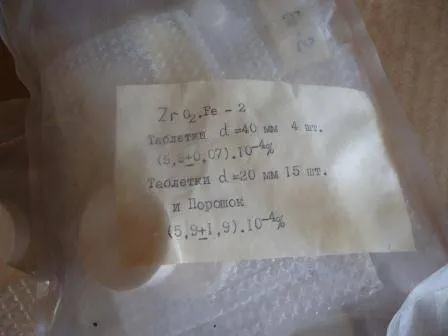 ZrO₂.Fe – 2
Таблетки d =40 мм 4 шт.
(5,8±0,07).10⁻⁴%
Таблетки d =20 мм 15 шт.
и Порошок
(5,9±1,9).10⁻⁴%